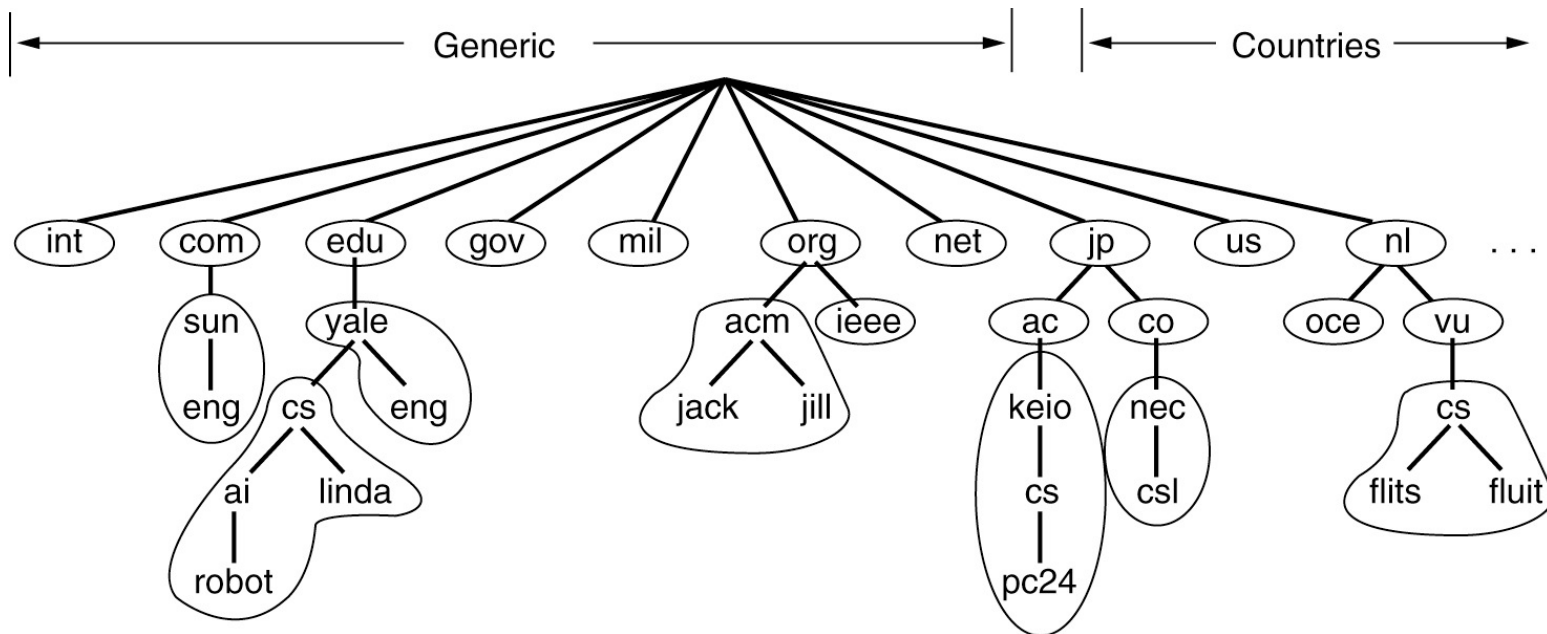 Generic Countries
int com edu gov mil org net jp us nl . . .
sun yale acm ieee ac co oce vu
eng cs eng jack jill keio nec cs
ai linda cs csl flits fluit
robot pc24